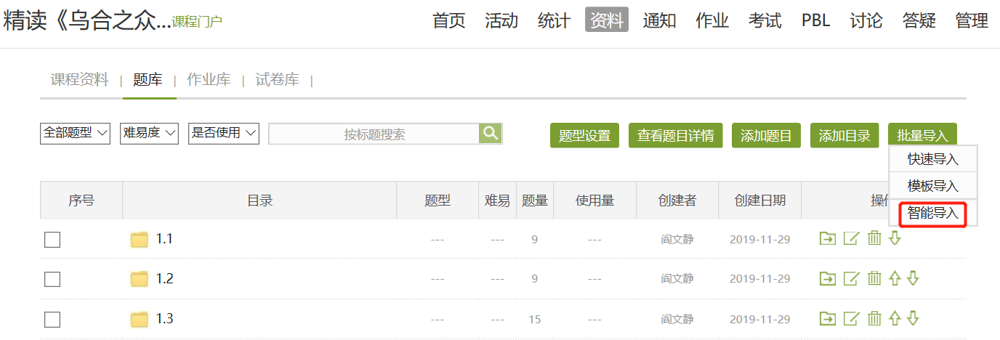 精读《乌合之众...课程门户 首页 活动 统计 资料 通知 作业 考试 PBL 讨论 答疑 管理
课程资料 | 题库 | 作业库 | 试卷库 |
全部题型 难易度 是否使用 按标题搜索 题型设置 查看题目详情 添加题目 添加目录 批量导入
快速导入
模板导入
智能导入
序号 目录 题型 难易 题量 使用量 创建者 创建日期 操作
1.1 --- --- 9 --- 阎文静 2019-11-29
1.2 --- --- 9 --- 阎文静 2019-11-29
1.3 --- --- 15 --- 阎文静 2019-11-29